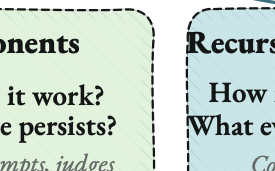 onents
it work?
e persists?
mpts, judges
Recurs
How
What ev
Co